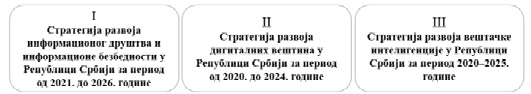 I
Стратегија развоја
информационог друштва и
информационе безбедности у
Републици Србији за период
од 2021. до 2026. године
II
Стратегија развоја
дигиталних вештина у
Републици Србији за период
од 2020. до 2024. године
III
Стратегија развоја вештачке
интелигенције у Републици
Србији за период 2020–2025.
године